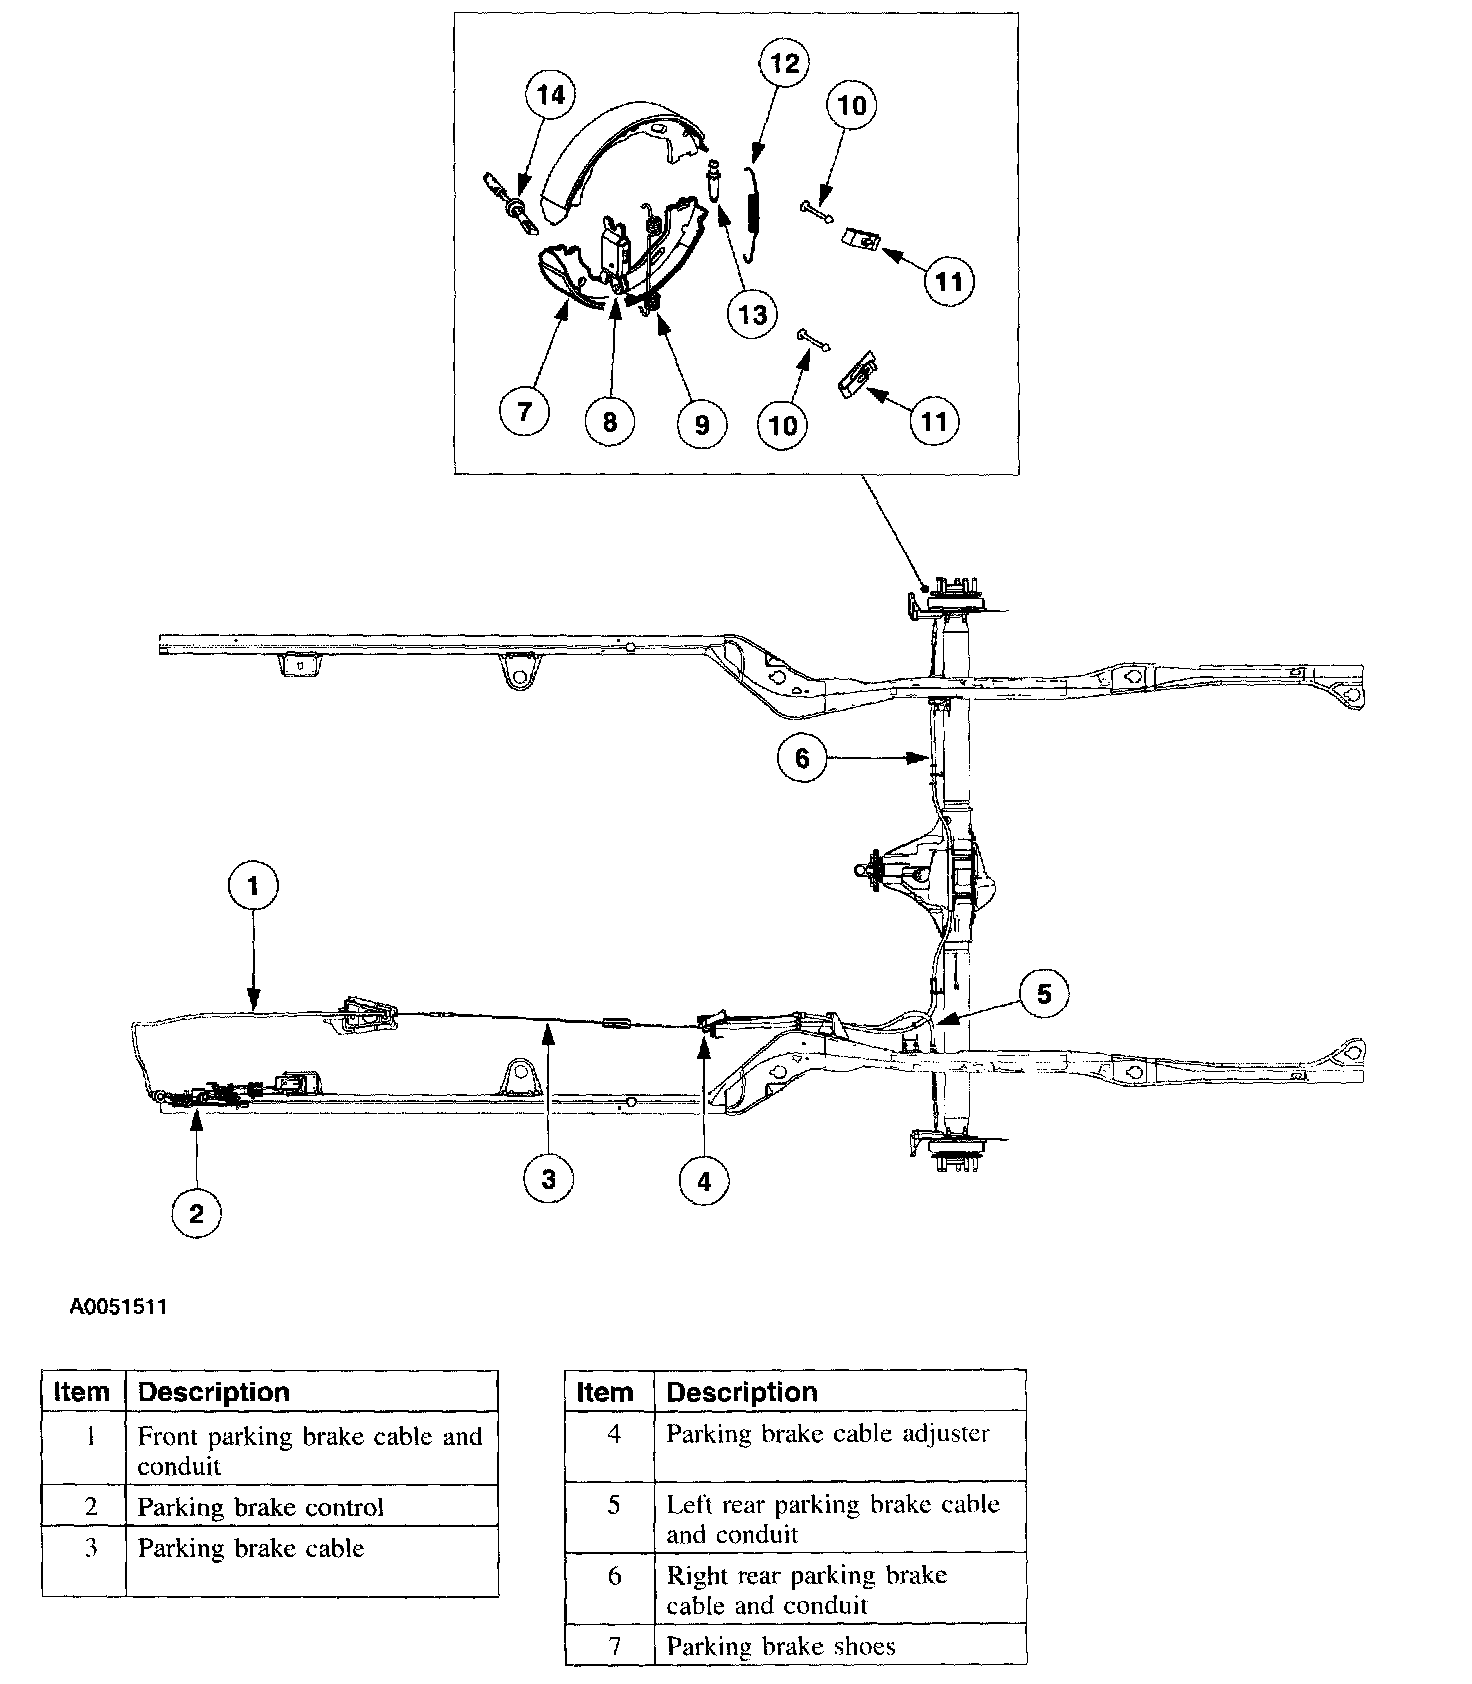 12
14
10
11
13
7
8
9
10
11
6
1
5
3
4
2
A0051511
Item Description
1 Front parking brake cable and
conduit
2 Parking brake control
3 Parking brake cable
Item Description
4 Parking brake cable adjuster
5 Left rear parking brake cable
and conduit
6 Right rear parking brake
cable and conduit
7 Parking brake shoes